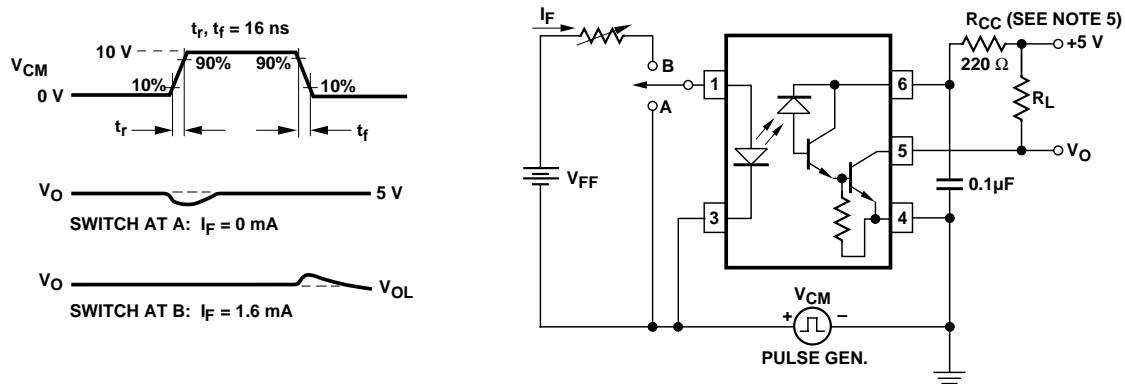 tr, tf = 16 ns
10 V
90%
90%
VCM
10%
10%
0 V
tr
tf
VO
5 V
SWITCH AT A: IF = 0 mA
VO
VOL
SWITCH AT B: IF = 1.6 mA
IF
RCC (SEE NOTE 5)
+5 V
220 Ω
B
A
1
6
RL
5
VO
VFF
0.1µF
3
4
VCM
+
–
PULSE GEN.